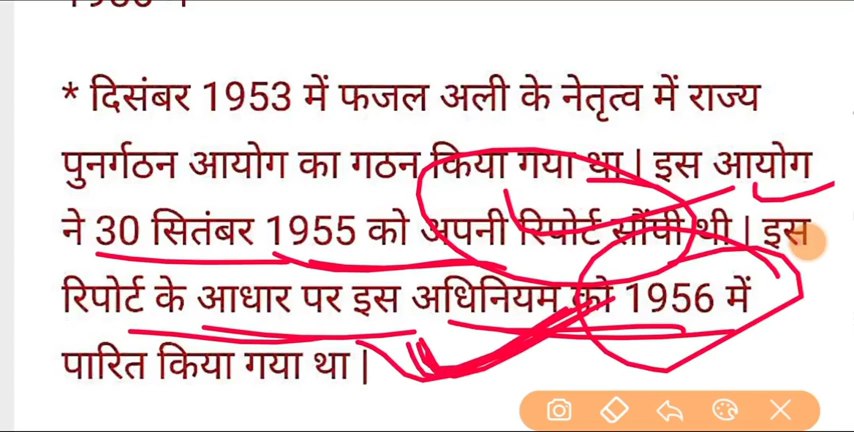 * दिसंबर 1953 में फजल अली के नेतृत्व में राज्य
पुनर्गठन आयोग का गठन किया गया था | इस आयोग
ने 30 सितंबर 1955 को अपनी रिपोर्ट सौंपी थी | इस
रिपोर्ट के आधार पर इस अधिनियम को 1956 में
पारित किया गया था |